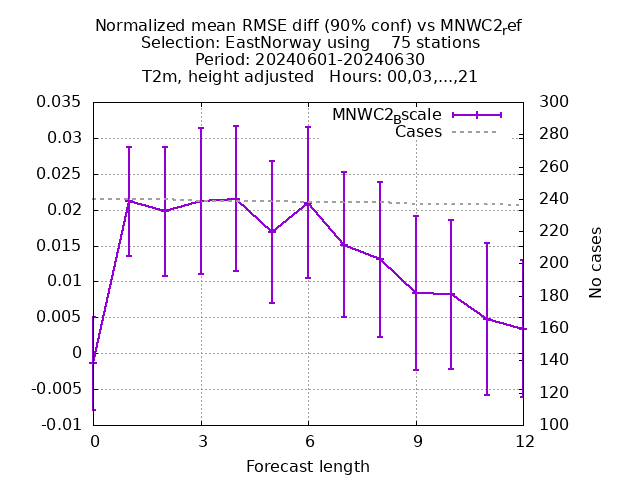 Normalized mean RMSE diff (90% conf) vs MNWC2_ref
Selection: EastNorway using    75 stations
Period: 20240601-20240630
T2m, height adjusted   Hours: 00,03,...,21
0.035
0.03
0.025
0.02
0.015
0.01
0.005
0
-0.005
-0.01
MNWC2_Bscale
Cases
300
280
260
240
220
200
180
160
140
120
100
No cases
0 3 6 9 12
Forecast length